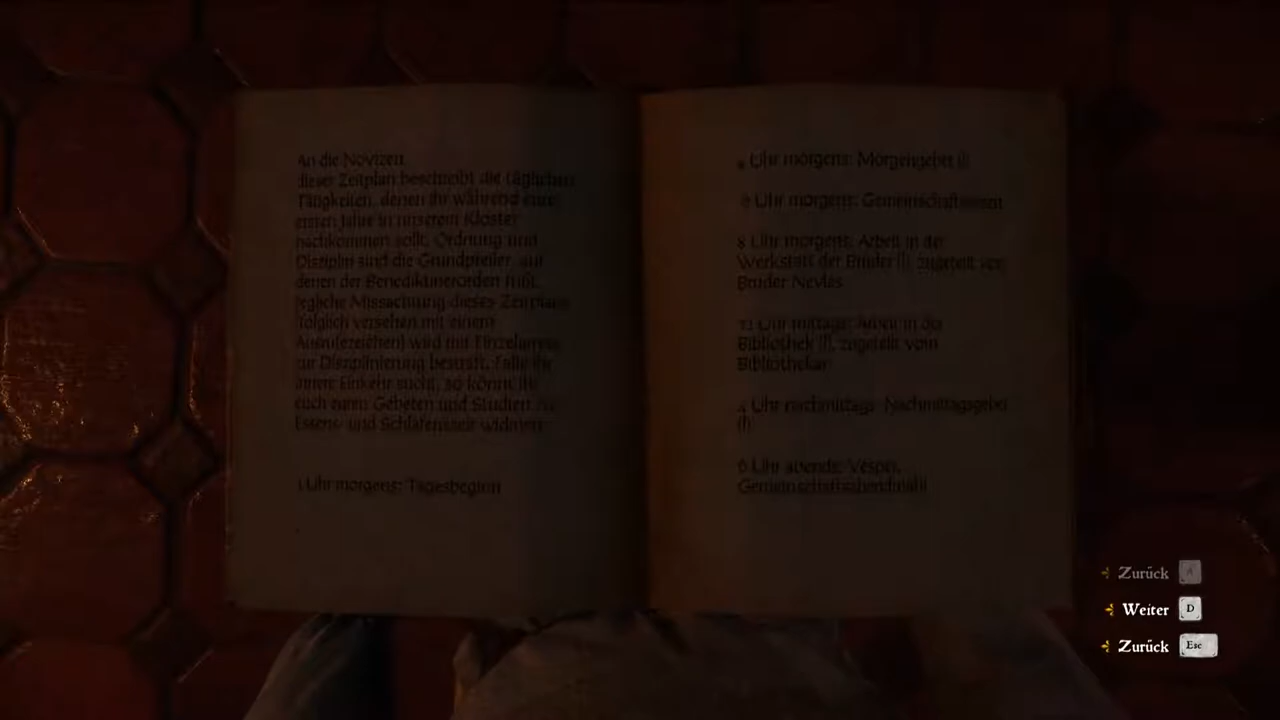 An die Novizen,
dieser Zeitplan beschreibt die täglichen
Tätigkeiten, denen ihr während eures
ersten Jahre in unserem Kloster
nachkommen sollt. Ordnung und
Disziplin sind die Grundpfeiler, auf
denen der Benediktinerorden fußt.
Jegliche Missachtung dieses Zeitplans
(folglich versehen mit einem
wird mit Einzelarrest
zur Disziplinierung bestraft. Falls ihr
innere Einkehr sucht, so könnt ihr
euch euren Gebeten und Studien zu
Essens- und Schlafenszeit widmen.
Uhr morgens: Tagesbeginn
Uhr morgens: Morgengebet (!)
Uhr morgens:
8 Uhr morgens: Arbeit in der
Werkstatt der Brüder (!), zugeteilt von
Bruder
Uhr mittags: Arbeit in der
Bibliothek (!), zugeteilt vom
Bibliothekar
4 Uhr nachmittags: Nachmittagsgebet
(!)
6 Uhr abends: Vesper,
Gemeinschaftsabendmahl
Zurück A
Weiter D
Zurück Esc